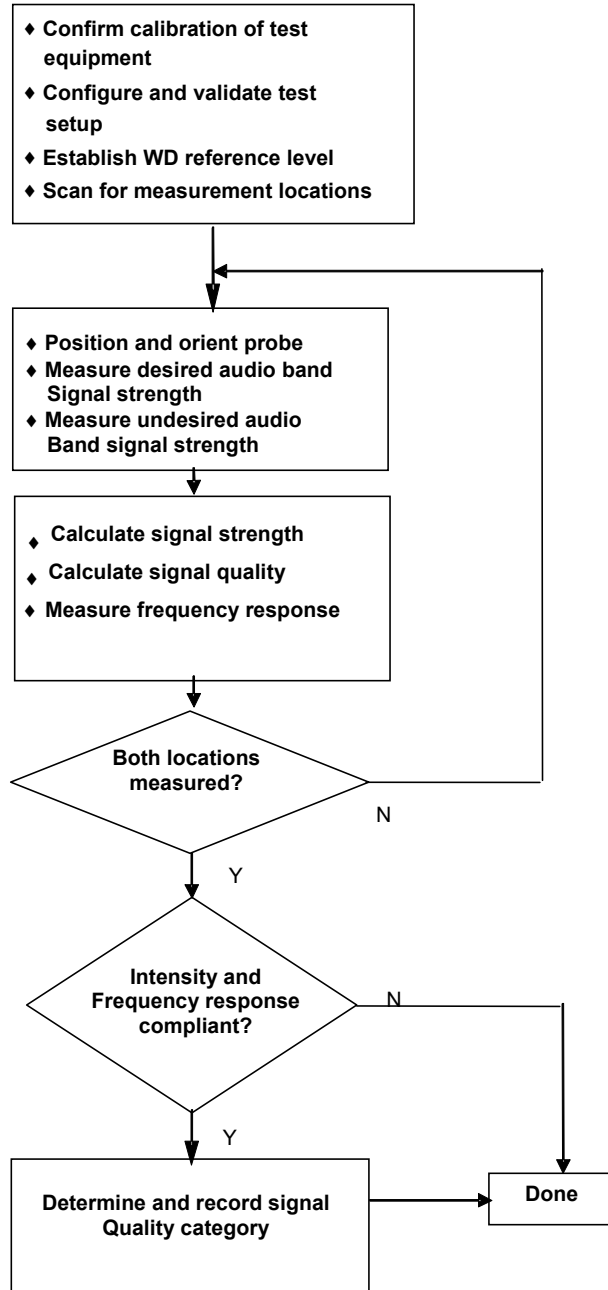 ♦ Confirm calibration of test
equipment
♦ Configure and validate test
setup
♦ Establish WD reference level
♦ Scan for measurement locations
♦ Position and orient probe
♦ Measure desired audio band
Signal strength
♦ Measure undesired audio
Band signal strength
♦ Calculate signal strength
♦ Calculate signal quality
♦ Measure frequency response
Both locations
measured?
N
Y
Intensity and
Frequency response
compliant?
N
Y
Determine and record signal
Quality category
Done